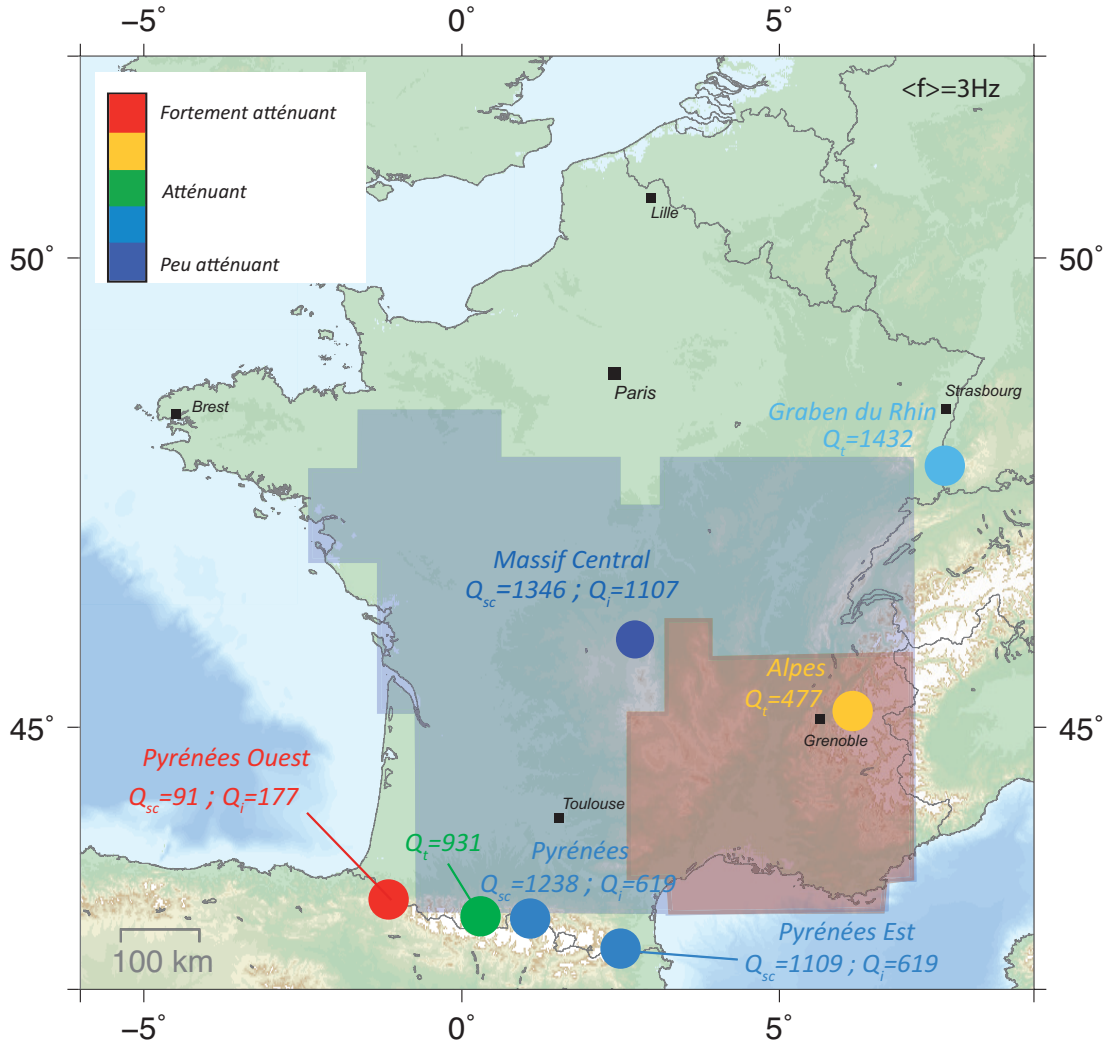 −5˚ 0˚ 5˚
<f>=3Hz
Fortement atténuant
Atténuant
Peu atténuant
Lille
50˚ 50˚
Paris
Brest
Strasbourg
Graben du Rhin
Qt=1432
Massif Central
Qsc=1346 ; Qi=1107
Alpes
Qt=477
45˚ 45˚
Grenoble
Pyrénées Ouest
Qsc=91 ; Qi=177
Toulouse
Qt=931
Pyrénées
Qsc=1238 ; Qi=619
Pyrénées Est
Qsc=1109 ; Qi=619
100 km
−5˚ 0˚ 5˚